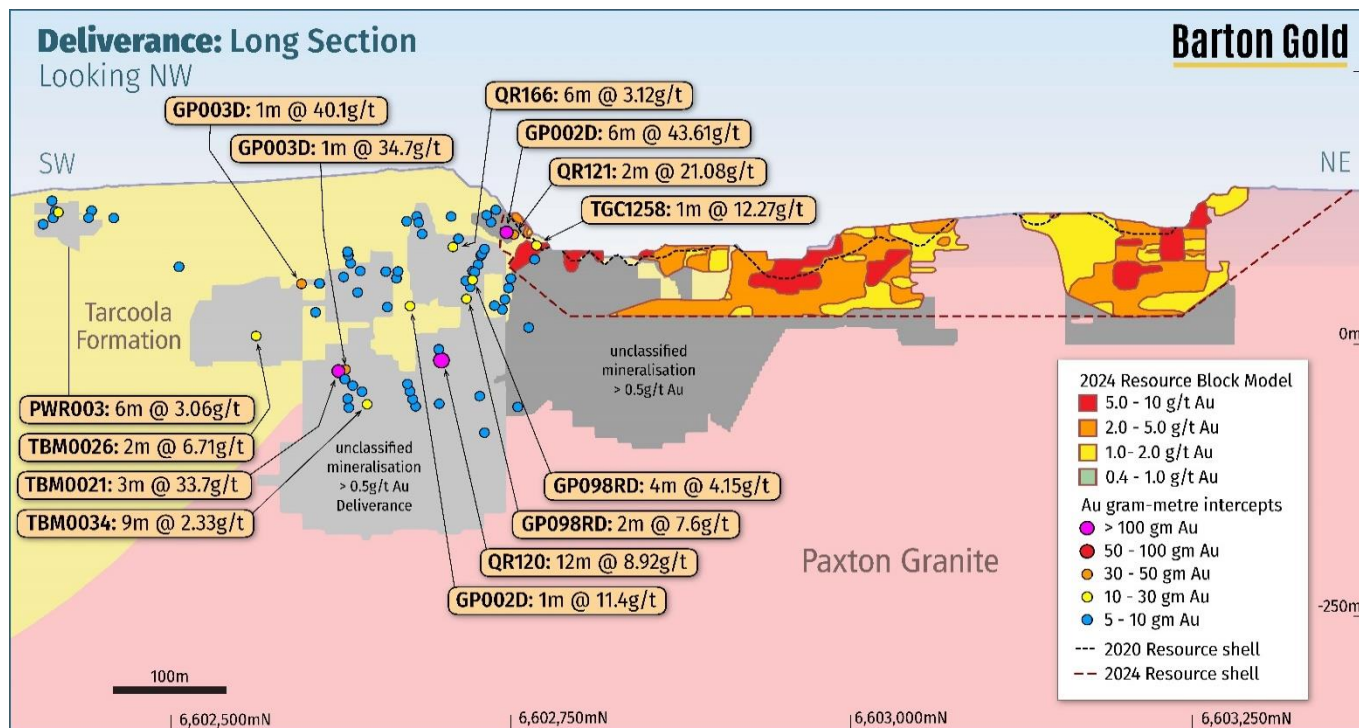 Deliverance: Long Section
Looking NW
Barton Gold
SW
NE
GP003D: 1m @ 40.1g/t
GP003D: 1m @ 34.7g/t
QR166: 6m @ 3.12g/t
GP002D: 6m @ 43.61g/t
QR121: 2m @ 21.08g/t
TGC1258: 1m @ 12.27g/t
Tarcoola
Formation
PWR003: 6m @ 3.06g/t
TBM0026: 2m @ 6.71g/t
TBM0021: 3m @ 33.7g/t
TBM0034: 9m @ 2.33g/t
unclassified
mineralisation
> 0.5g/t Au
Deliverance
unclassified
mineralisation
> 0.5g/t Au
GP098RD: 4m @ 4.15g/t
GP098RD: 2m @ 7.6g/t
QR120: 12m @ 8.92g/t
GP002D: 1m @ 11.4g/t
Paxton Granite
0m
-250m
2024 Resource Block Model
5.0 - 10 g/t Au
2.0 - 5.0 g/t Au
1.0- 2.0 g/t Au
0.4 - 1.0 g/t Au
Au gram-metre intercepts
> 100 gm Au
50 - 100 gm Au
30 - 50 gm Au
10 - 30 gm Au
5 - 10 gm Au
2020 Resource shell
2024 Resource shell
100m
6,602,500mN
6,602,750mN
6,603,000mN
6,603,250mN